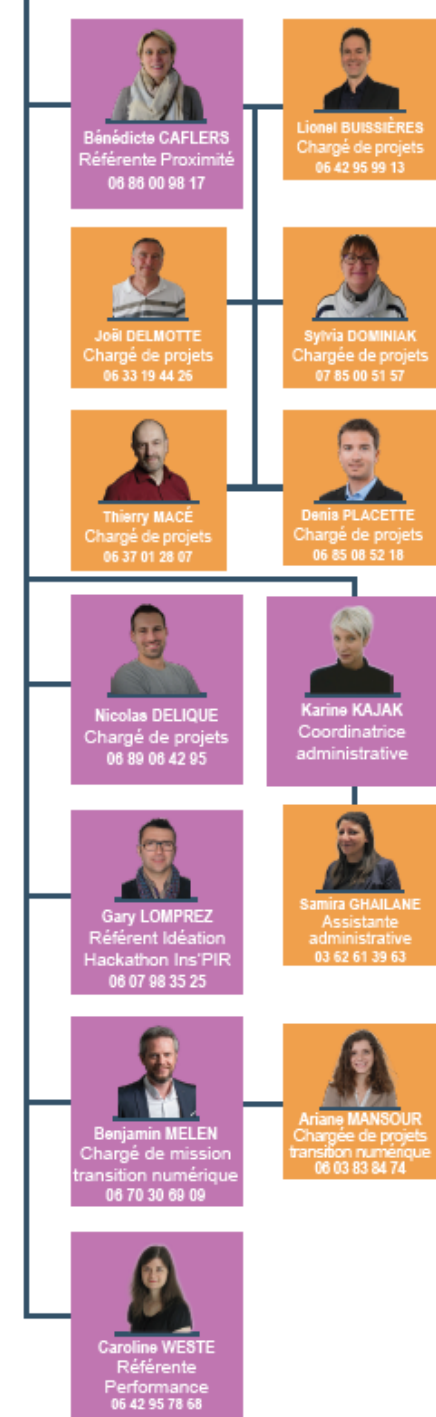 Bénédicte CAFLERS
Référente Proximité
06 86 00 98 17
Lionel BUISSIÈRES
Chargé de projets
06 42 95 99 13
Joël DELMOTTE
Chargé de projets
06 33 19 44 26
Sylvia DOMINIAK
Chargée de projets
07 85 00 51 57
Thierry MACÉ
Chargé de projets
06 37 01 28 07
Denis PLACETTE
Chargé de projets
06 85 08 52 18
Nicolas DELIQUE
Chargé de projets
06 89 06 42 95
Karine KAJAK
Coordinatrice
administrative
Gary LOMPREZ
Référent Idéation
Hackathon Ins'PIR
06 07 98 35 25
Samira GHAILANE
Assistante
administrative
03 62 61 39 63
Benjamin MELEN
Chargé de mission
transition numérique
06 70 30 69 09
Ariane MANSOUR
Chargée de projets
transition numérique
06 03 83 84 74
Caroline WESTE
Référente
Performance
06 42 95 78 68